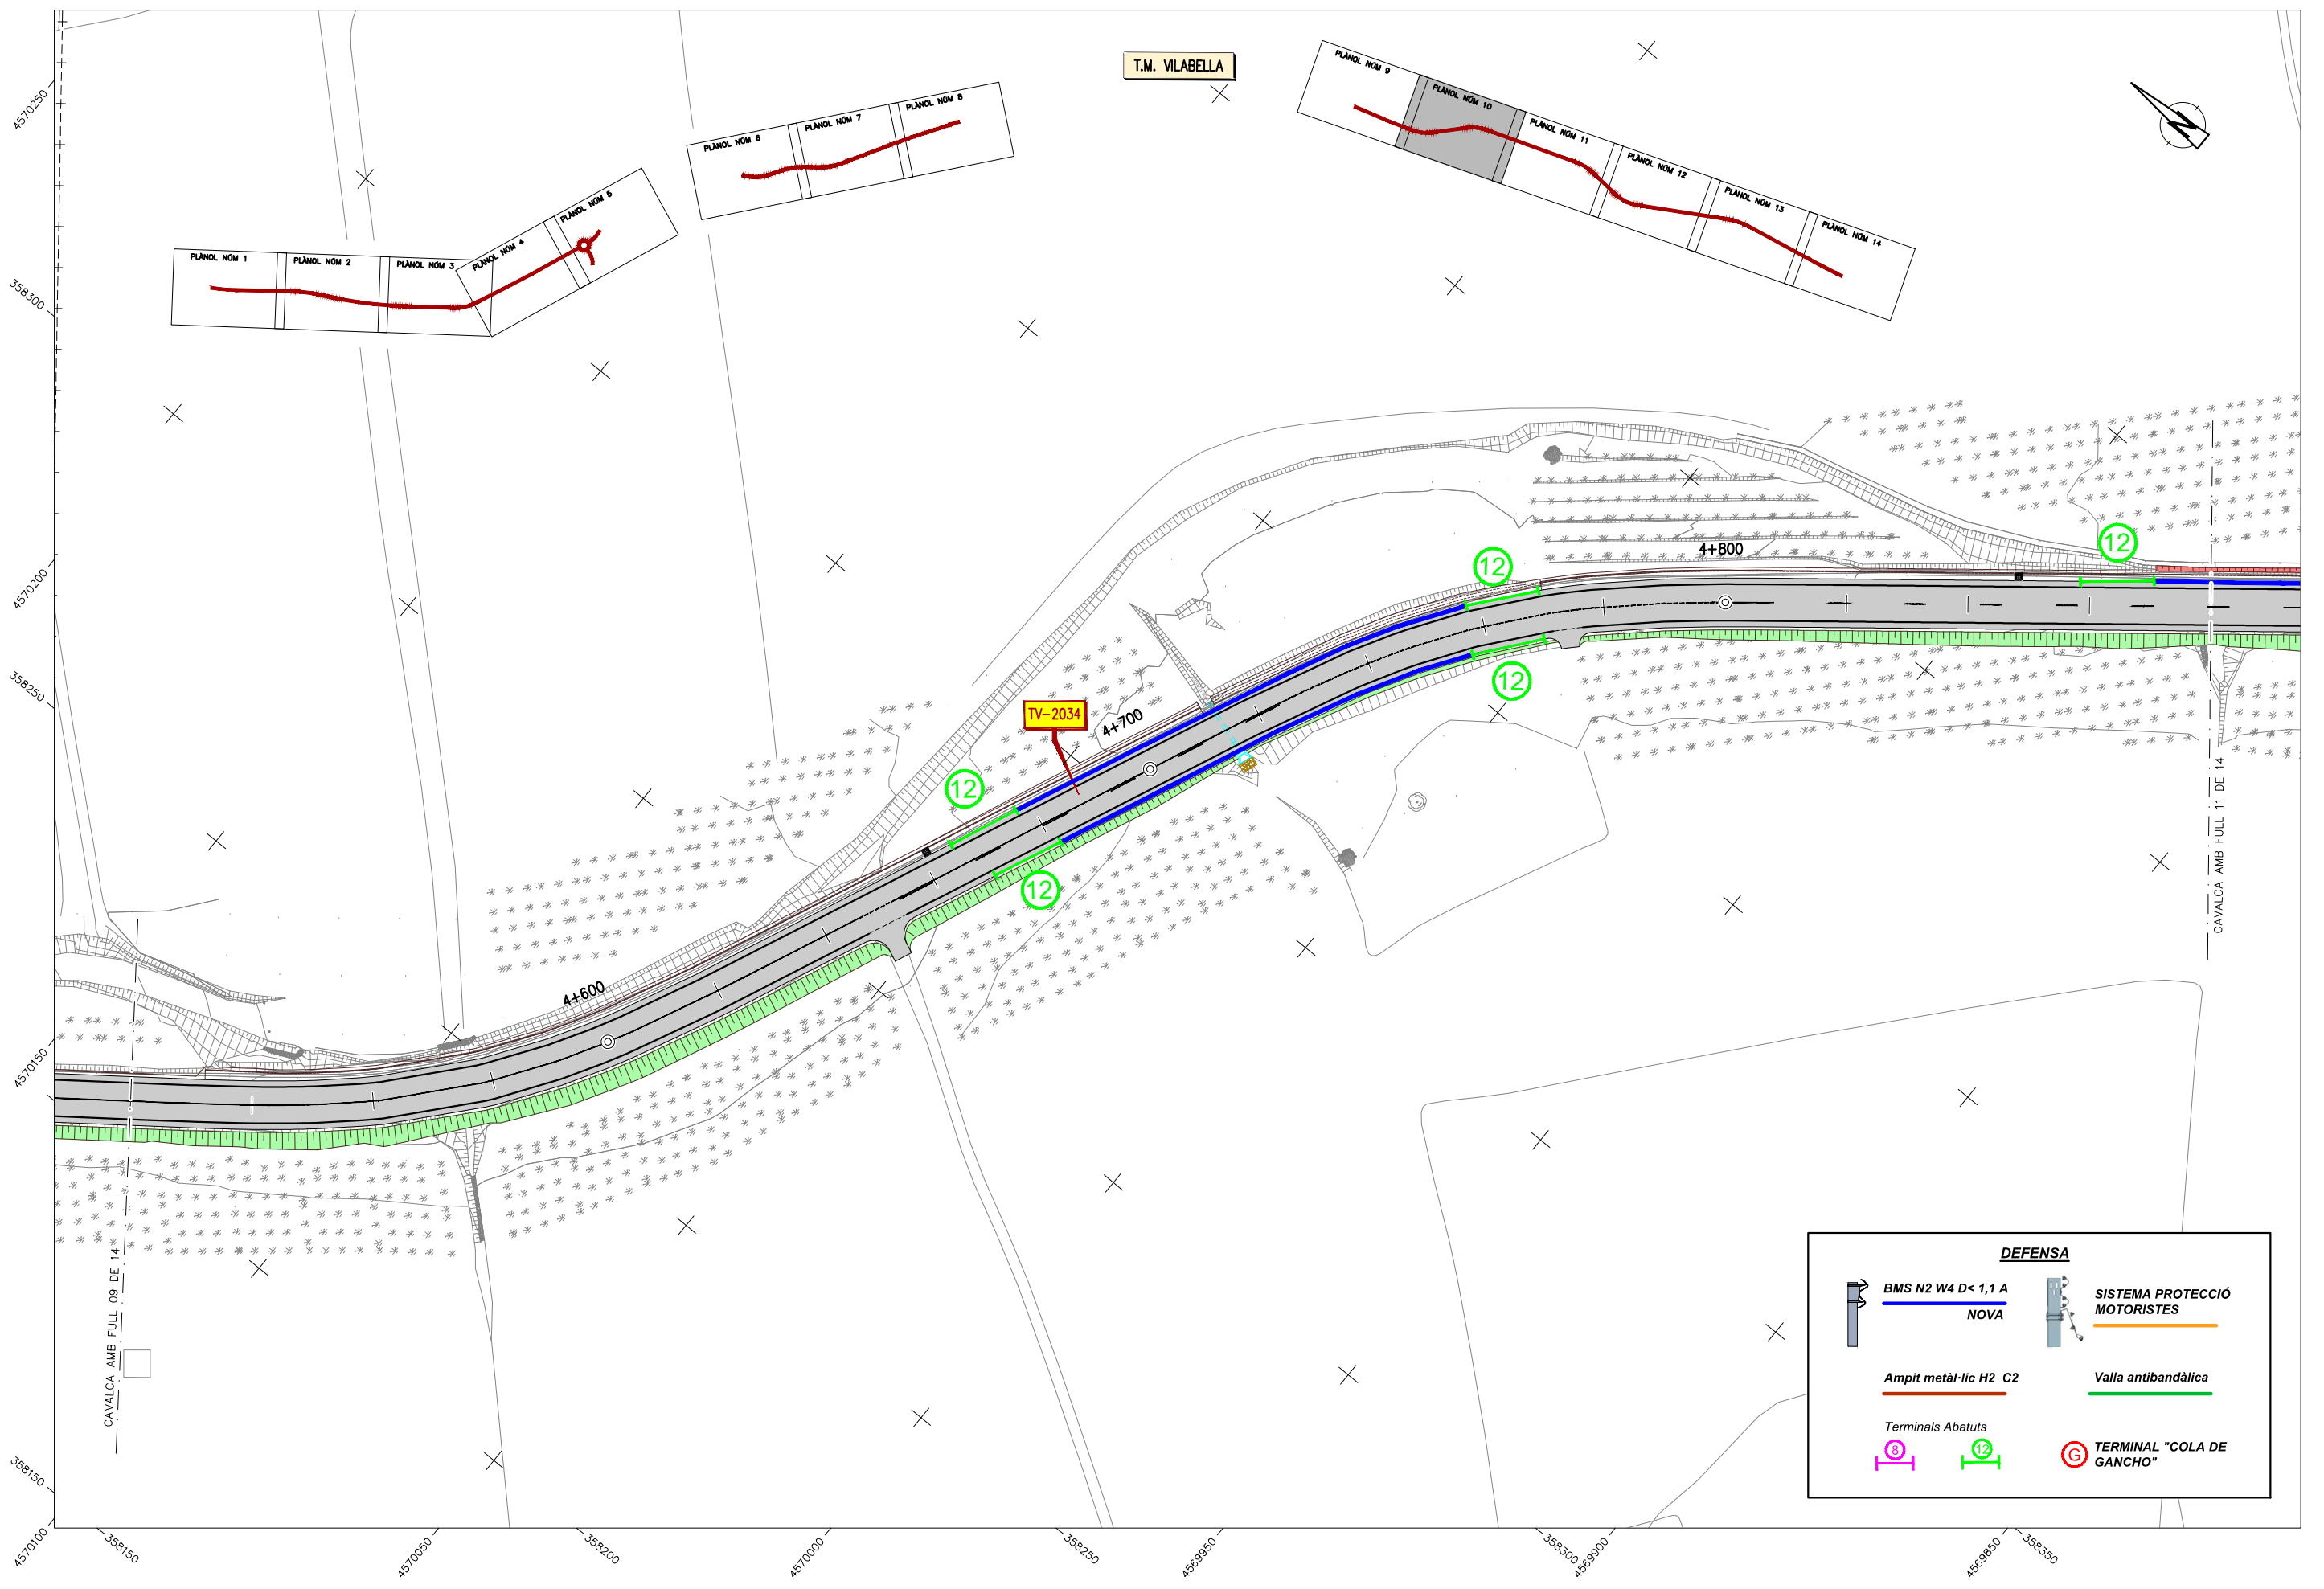 T.M. VILABELLA
PLÀNOL NÚM 9
PLÀNOL NÚM 10
PLÀNOL NÚM 11
PLÀNOL NÚM 12
PLÀNOL NÚM 13
PLÀNOL NÚM 14
N
PLÀNOL NÚM 6
PLÀNOL NÚM 7
PLÀNOL NÚM 8
PLÀNOL NÚM 1
PLÀNOL NÚM 2
PLÀNOL NÚM 3
PLÀNOL NÚM 4
PLÀNOL NÚM 5
4570250
358300
4570200
358250
4570150
358150
4570100
12
4+800
12
12
TV-2034
4+700
12
12
4+600
CAVALCA AMB FULL 11 DE 14
CAVALCA AMB FULL 09 DE 14
DEFENSA
BMS N2 W4 D< 1,1 A
NOVA
SISTEMA PROTECCIÓ
MOTORISTES
Ampit metàl·lic H2 C2
Valla antibandàlica
Terminals Abatuts
8
12
G
TERMINAL "COLA DE
GANCHO"
358150
4570050
358200
4570000
358250
4569950
358300
4569900
4569850
358350